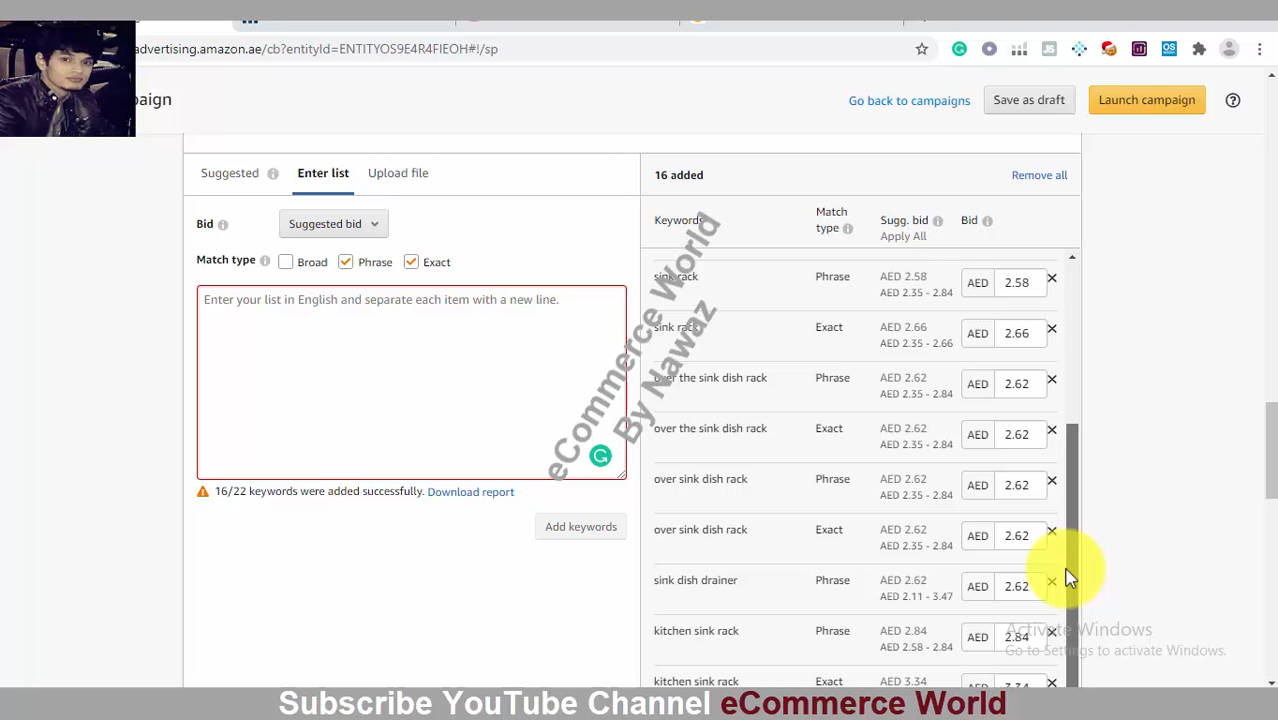 advertising.amazon.ae/cb?entityId=ENTITYOS9E4R4FIEOH#!/sp
paign
Go back to campaigns
Save as draft
Launch campaign
Suggested
Enter list
Upload file
16 added
Remove all
Bid
Suggested bid
Keywords
Match type
Sugg. bid
Apply All
Bid
Match type
Broad
Phrase
Exact
Enter your list in English and separate each item with a new line.
16/22 keywords were added successfully. Download report
Add keywords
sink rack Phrase AED 2.58 AED 2.58
AED 2.35 - 2.84
sink rack Exact AED 2.66 AED 2.66
AED 2.35 - 2.66
over the sink dish rack Phrase AED 2.62 AED 2.62
AED 2.35 - 2.84
over the sink dish rack Exact AED 2.62 AED 2.62
AED 2.35 - 2.84
over sink dish rack Phrase AED 2.62 AED 2.62
AED 2.35 - 2.84
over sink dish rack Exact AED 2.62 AED 2.62
AED 2.35 - 2.84
sink dish drainer Phrase AED 2.62 AED 2.62
AED 2.11 - 3.47
kitchen sink rack Phrase AED 2.84 AED 2.84
AED 2.58 - 2.84
kitchen sink rack Exact AED 3.34 AED 3.34
eCommerce World
By Nawaz
Activate Windows
Go to Settings to activate Windows.
Subscribe YouTube Channel eCommerce World